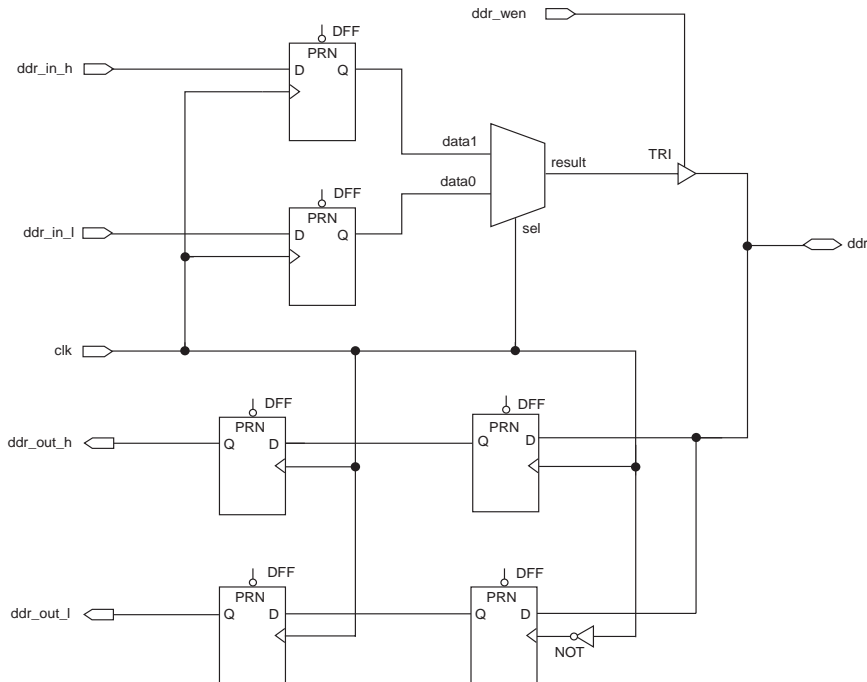 ddr_wen
DFF
PRN
ddr_in_h
D
Q
data1
data0
result
TRI
DFF
PRN
ddr_in_l
D
Q
sel
ddr
clk
DFF
PRN
ddr_out_h
Q
D
DFF
PRN
Q
D
DFF
PRN
ddr_out_l
Q
D
DFF
PRN
Q
D
NOT